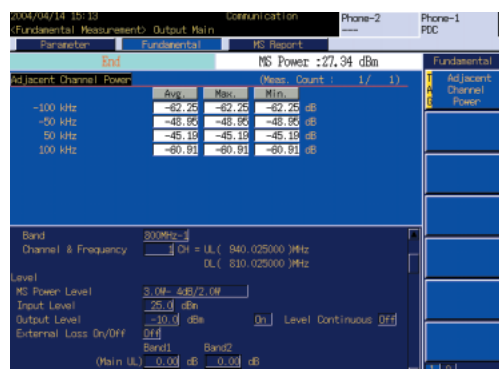 2004/04/14 15:13 Communication Phone-2 Phone-1
<Fundamental Measurement> Output Main ---- PDC
Parameter Fundamental MS Report
End MS Power :27.34 dBm Fundamental
Adjacent Channel Power (Meas. Count : 1/ 1) Adjacent
Channel
Power
Avg. Max. Min.
-100 kHz -62.25 -62.25 -62.25 dB
-50 kHz -48.95 -48.95 -48.95 dB
50 kHz -45.19 -45.19 -45.19 dB
100 kHz -60.91 -60.91 -60.91 dB
Band 800MHz-1
Channel & Frequency 1 CH = UL( 940.025000 )MHz
DL( 810.025000 )MHz
Level
MS Power Level 3.0W- 4dB/2.0W
Input Level 25.0 dBm
Output Level -10.0 dBm On Level Continuous Off
External Loss On/Off Off
Band1 Band2
(Main UL) 0.00 dB 0.00 dB